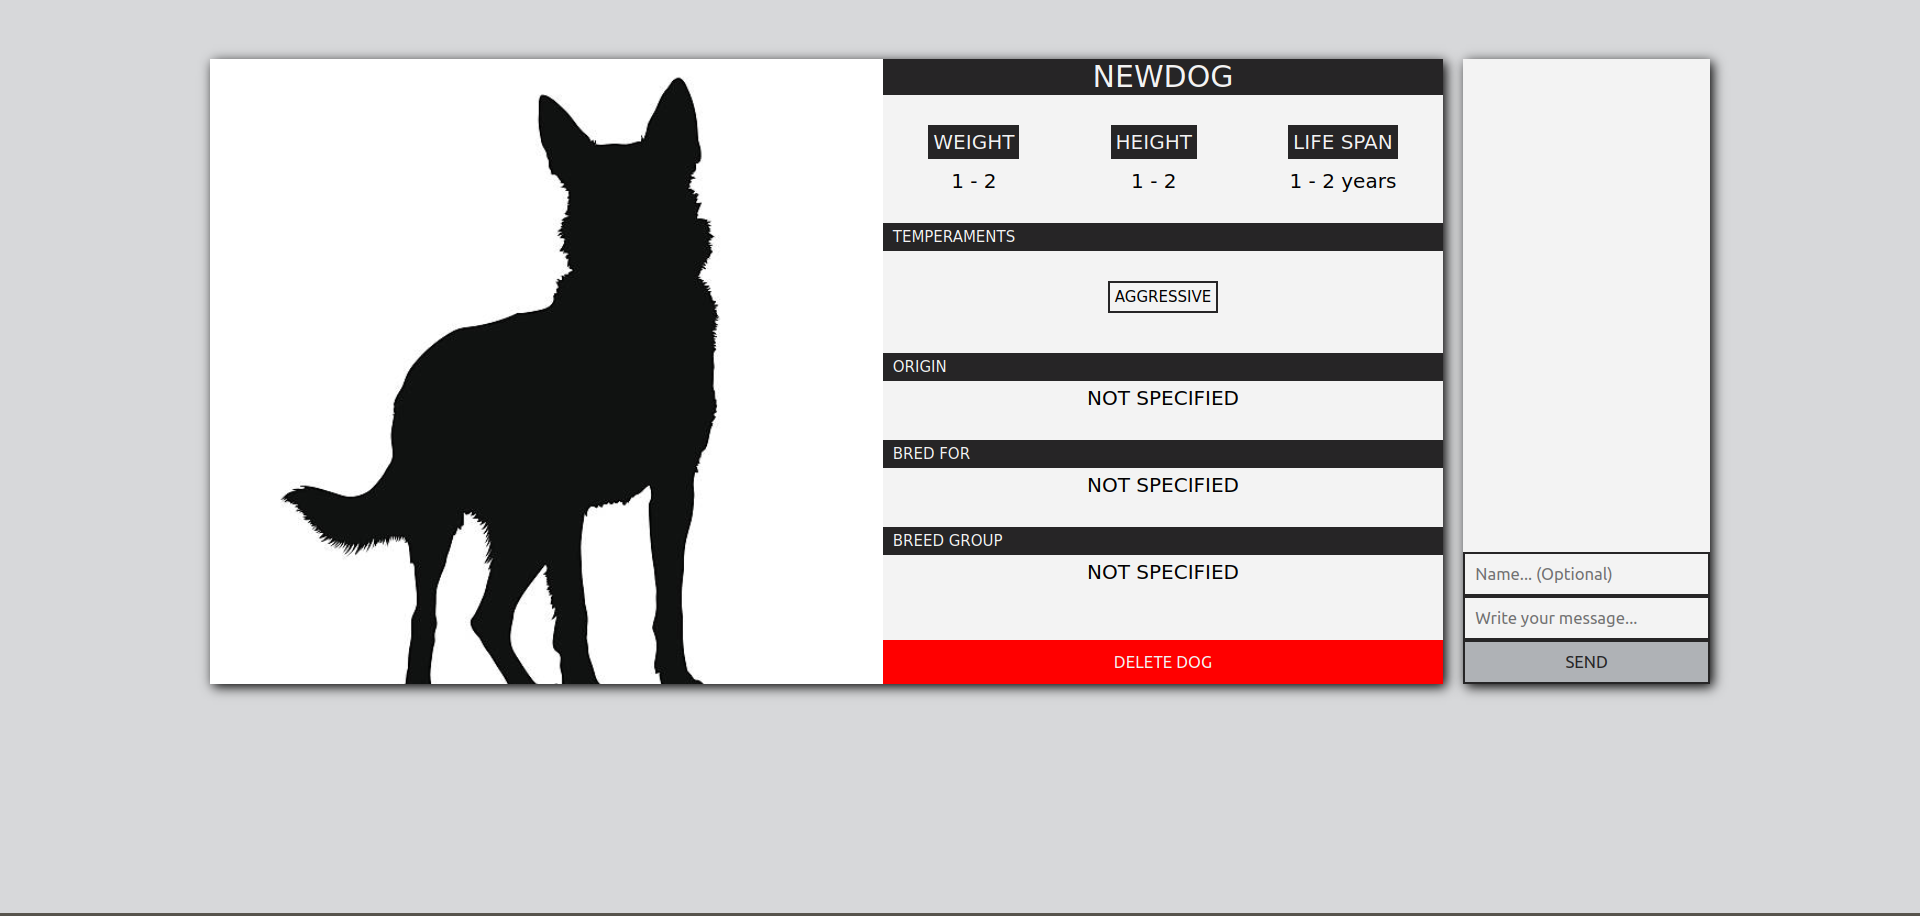 NEWDOG
WEIGHT HEIGHT LIFE SPAN
1 - 2 1 - 2 1 - 2 years
TEMPERAMENTS
AGGRESSIVE
ORIGIN
NOT SPECIFIED
BRED FOR
NOT SPECIFIED
BREED GROUP
NOT SPECIFIED
DELETE DOG
Name... (Optional)
Write your message...
SEND